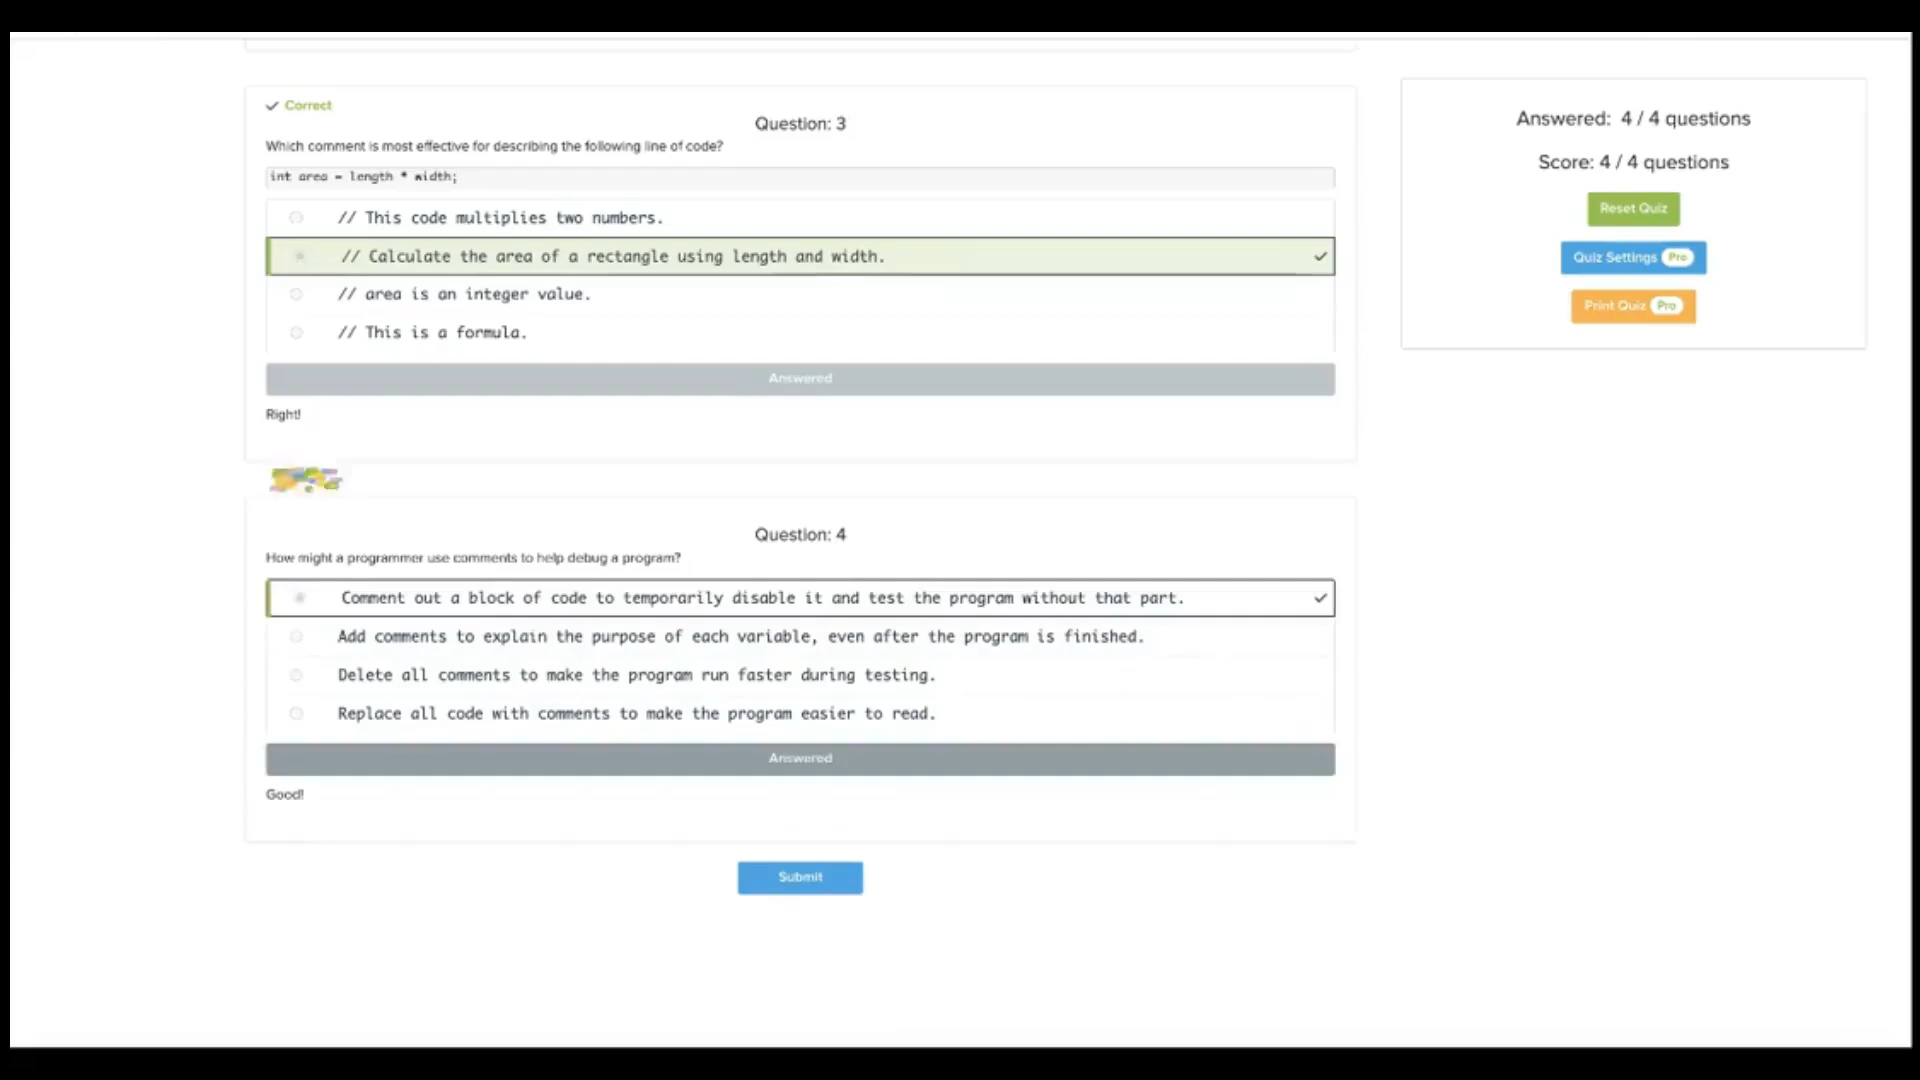 Correct
Question: 3
Which comment is most effective for describing the following line of code?
int area = length * width;
// This code multiplies two numbers.
// Calculate the area of a rectangle using length and width.
// area is an integer value.
// This is a formula.
Answered
Right!
Question: 4
How might a programmer use comments to help debug a program?
Comment out a block of code to temporarily disable it and test the program without that part.
Add comments to explain the purpose of each variable, even after the program is finished.
Delete all comments to make the program run faster during testing.
Replace all code with comments to make the program easier to read.
Answered
Good!
Submit
Answered: 4 / 4 questions
Score: 4 / 4 questions
Reset Quiz
Quiz Settings Pro
Print Quiz Pro